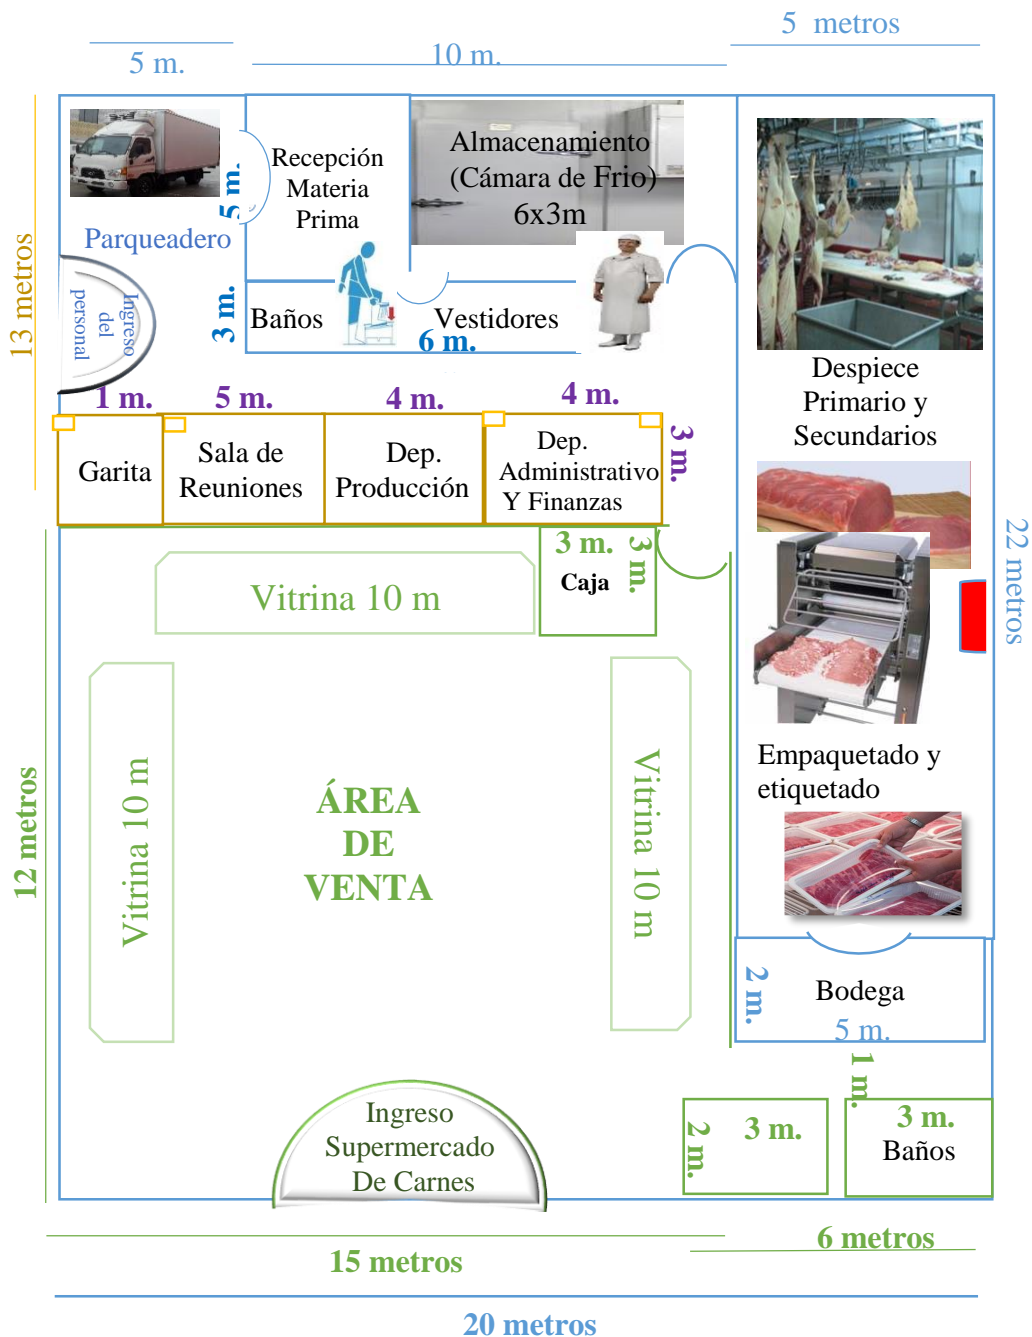 5 metros
10 m.
5 m.
Almacenamiento
(Cámara de Frio)
6x3m
Recepción
Materia
Prima
5 m.
Parqueadero
Ingreso
del
personal
13 metros
3 m.
Baños
Vestidores
6 m.
Despiece
Primario y
Secundarios
1 m.
5 m.
4 m.
4 m.
3 m.
Garita
Sala de
Reuniones
Dep.
Producción
Dep.
Administrativo
Y Finanzas
22 metros
3 m.
3 m.
Caja
Vitrina 10 m
Vitrina 10 m
Vitrina 10 m
ÁREA
DE
VENTA
12 metros
Empaquetado y
etiquetado
2 m.
Bodega
5 m.
1 m.
2 m.
3 m.
3 m.
Baños
Ingreso
Supermercado
De Carnes
6 metros
15 metros
20 metros